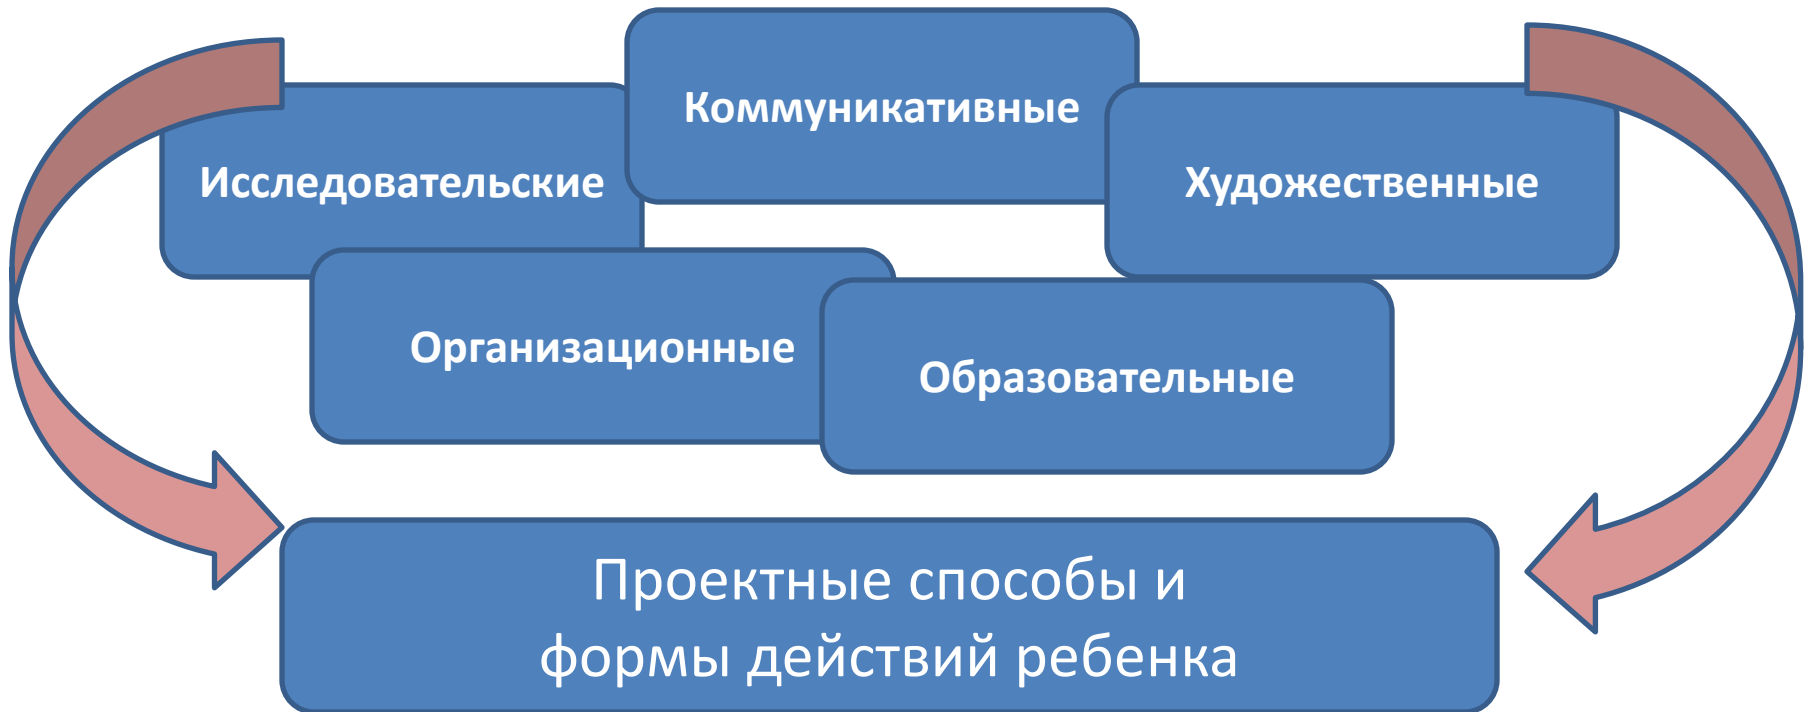 Коммуникативные
Исследовательские
Художественные
Организационные
Образовательные
Проектные способы и
формы действий ребенка